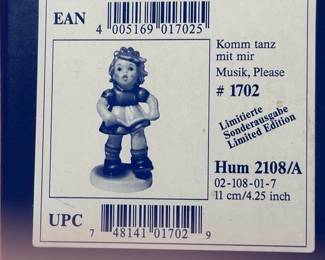 EAN
4 005169 017025
Komm tanz
mit mir
Musik, Please
# 1702
Limitierte
Sonderausgabe
Limited Edition
Hum 2108/A
02-108-01-7
11 cm/4.25 inch
UPC
7 48141 01702 9